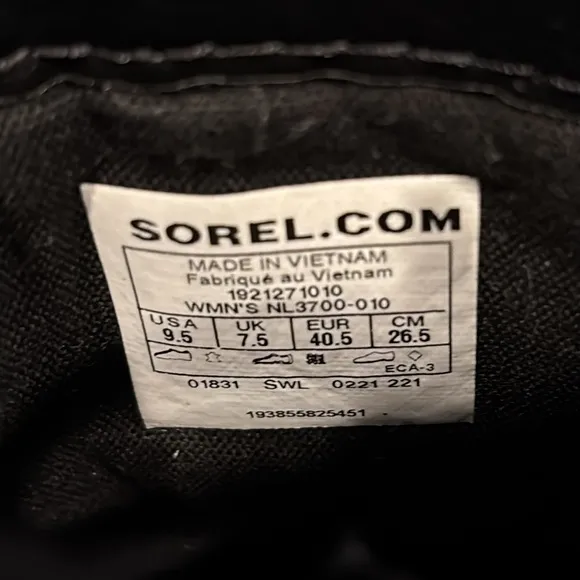 SOREL.COM
MADE IN VIETNAM
Fabriqué au Vietnam
1921271010
WMN'S NL3700-010
USA UK EUR CM
9.5 7.5 40.5 26.5
ECA-3
01831 SWL 0221 221
193855825451